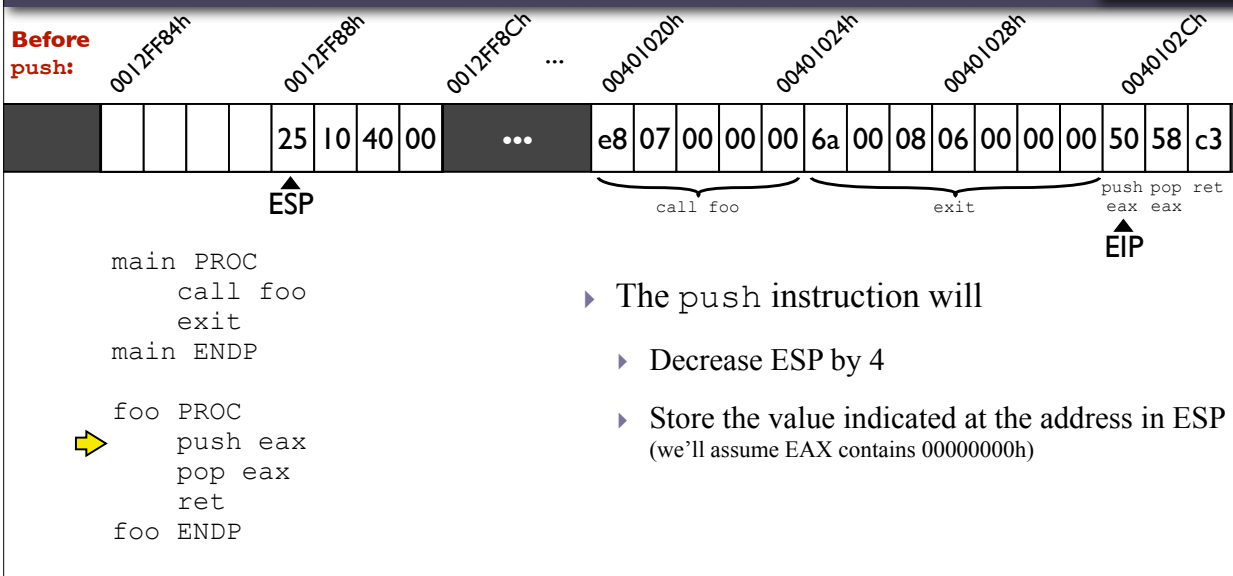 Before
push:
0012FF84h
0012FF88h
0012FF8Ch
...
00401020h
00401024h
00401028h
0040102Ch
25 10 40 00 ... e8 07 00 00 00 6a 00 08 06 00 00 00 50 58 c3
ESP
call foo
exit
push pop ret
eax eax
EIP
main PROC
call foo
exit
main ENDP
foo PROC
push eax
pop eax
ret
foo ENDP
The push instruction will
Decrease ESP by 4
Store the value indicated at the address in ESP
(we’ll assume EAX contains 00000000h)